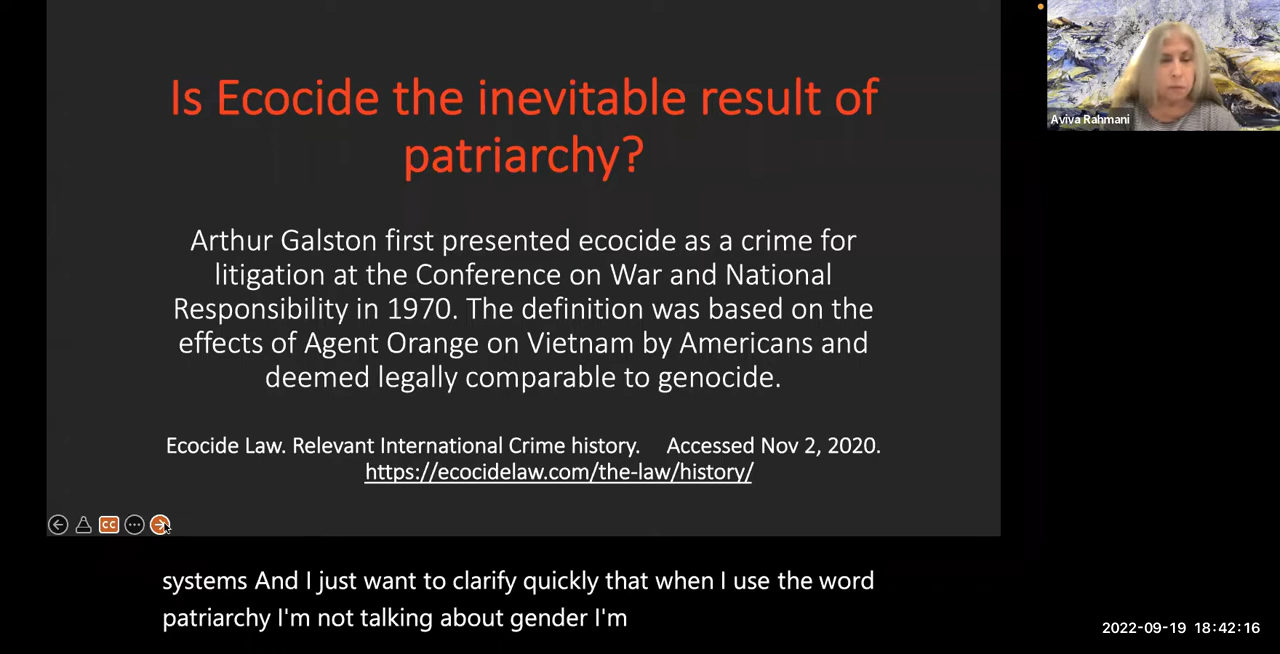 Is Ecocide the inevitable result of
patriarchy?
Arthur Galston first presented ecocide as a crime for
litigation at the Conference on War and National
Responsibility in 1970. The definition was based on the
effects of Agent Orange on Vietnam by Americans and
deemed legally comparable to genocide.
Ecocide Law. Relevant International Crime history. Accessed Nov 2, 2020.
https://ecocidelaw.com/the-law/history/
CC
systems And I just want to clarify quickly that when I use the word
patriarchy I'm not talking about gender I'm
Aviva Rahmani
2022-09-19 18:42:16